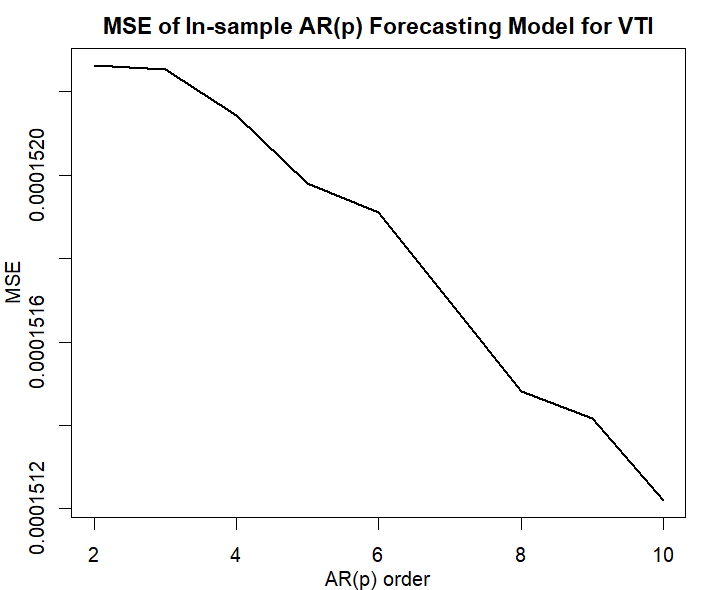 MSE of In-sample AR(p) Forecasting Model for VTI
MSE
0.0001520
0.0001516
0.0001512
2 4 6 8 10
AR(p) order